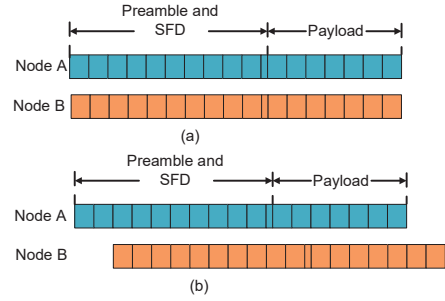 Preamble and
SFD
Payload
Node A
Node B
(a)
Preamble and
SFD
Payload
Node A
Node B
(b)